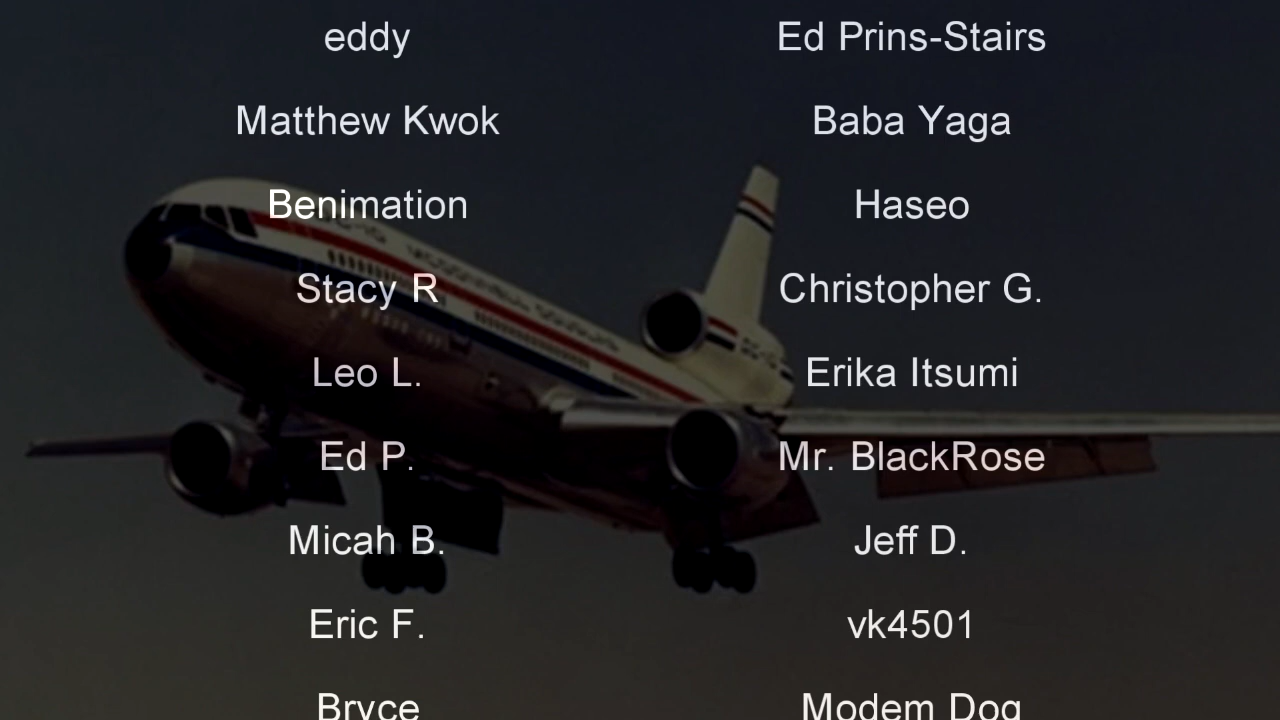 eddy
Ed Prins-Stairs
Matthew Kwok
Baba Yaga
Benimation
Haseo
Stacy R
Christopher G.
Leo L.
Erika Itsumi
Ed P.
Mr. BlackRose
Micah B.
Jeff D.
Eric F.
vk4501
Bryce
Modem Dog